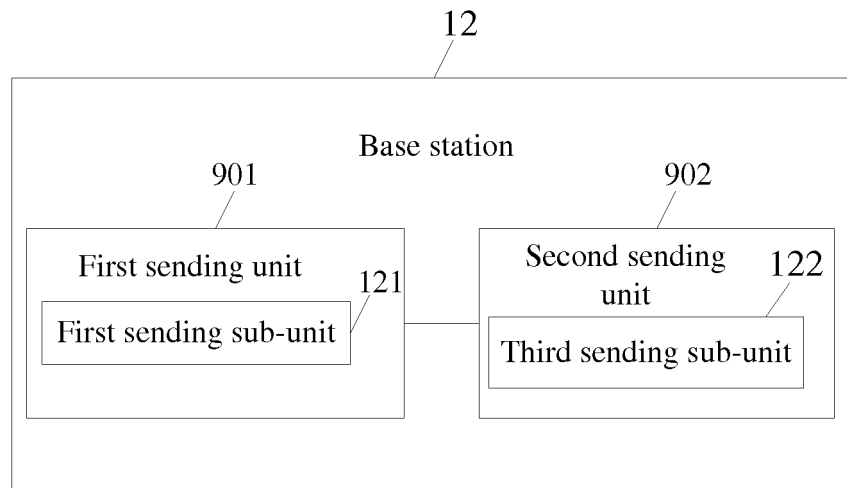 12
Base station
901
902
First sending unit
121
First sending sub-unit
Second sending
unit
122
Third sending sub-unit